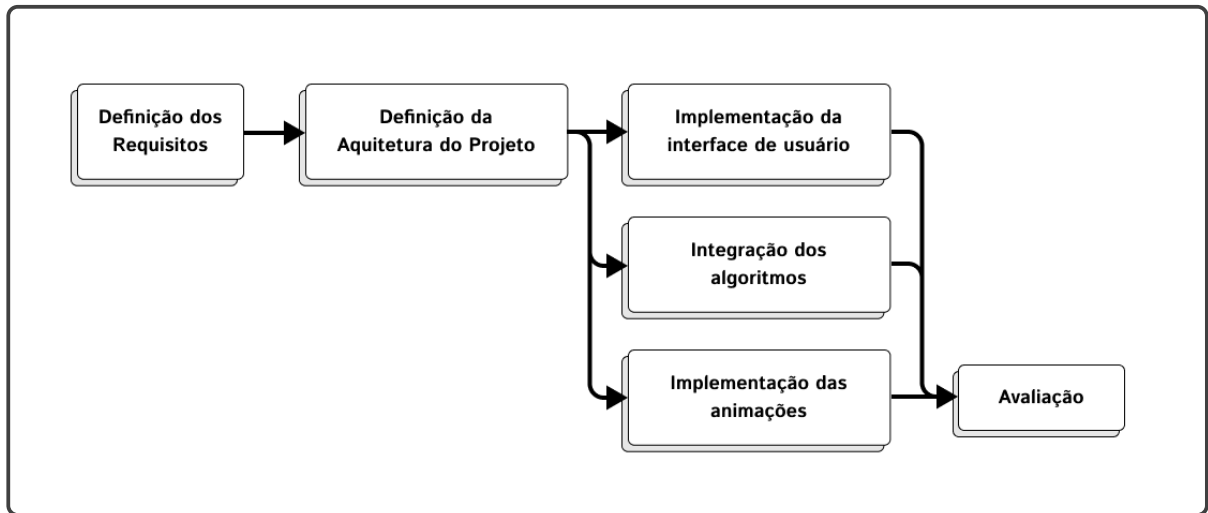 Definição dos
Requisitos
Definição da
Aquitetura do Projeto
Implementação da
interface de usuário
Integração dos
algoritmos
Implementação das
animações
Avaliação